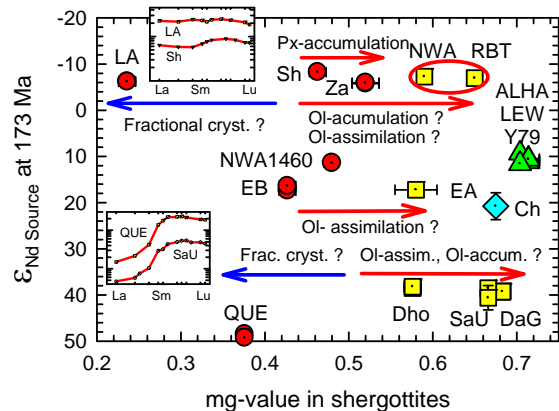 LA
Sh
La Sm Lu
LA
Sh
Px-accumulation
Za
NWA RBT
ALHA
LEW
Y79
Fractional cryst. ?
Ol-acumulation ?
Ol-assimilation ?
NWA1460
EB
EA
Ch
Ol- assimilation ?
QUE
SaU
La Sm Lu
Frac. cryst. ?
Ol-assim., Ol-accum. ?
QUE
Dho
SaU
DaG
-10
0
10
20
30
40
50
0.2 0.3 0.4 0.5 0.6 0.7
εNd Source at 173 Ma
mg-value in shergottites